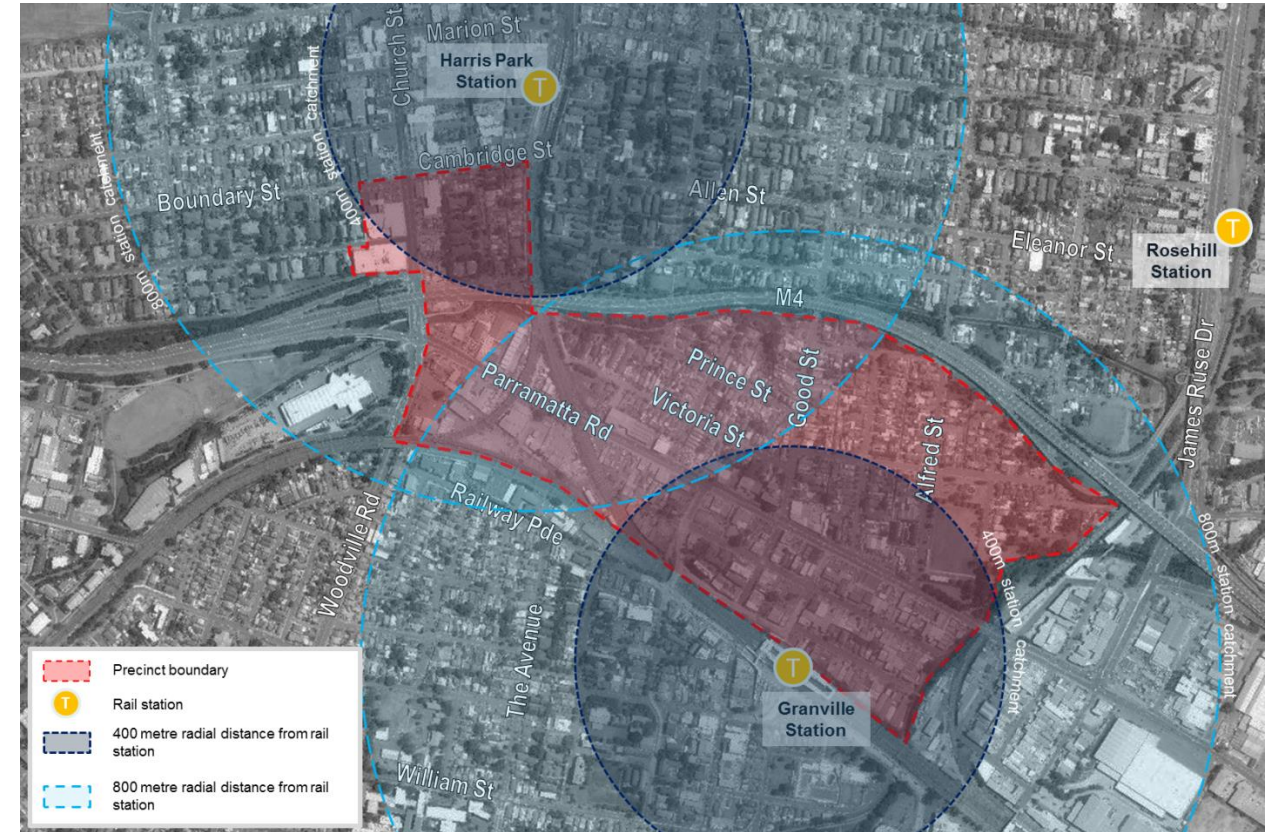 Church St
Marion St
Harris Park
Station
T
400m station catchment
800m station catchment
Cambridge St
Boundary St
Allen St
Eleanor St
T
Rosehill
Station
M4
James Ruse Dr
Prince St
Good St
Parramatta Rd
Victoria St
Alfred St
Railway Pde
Woodville Rd
400m station catchment
800m station catchment
The Avenue
T
Granville
Station
William St
Precinct boundary
T
Rail station
400 metre radial distance from rail
station
800 metre radial distance from rail
station